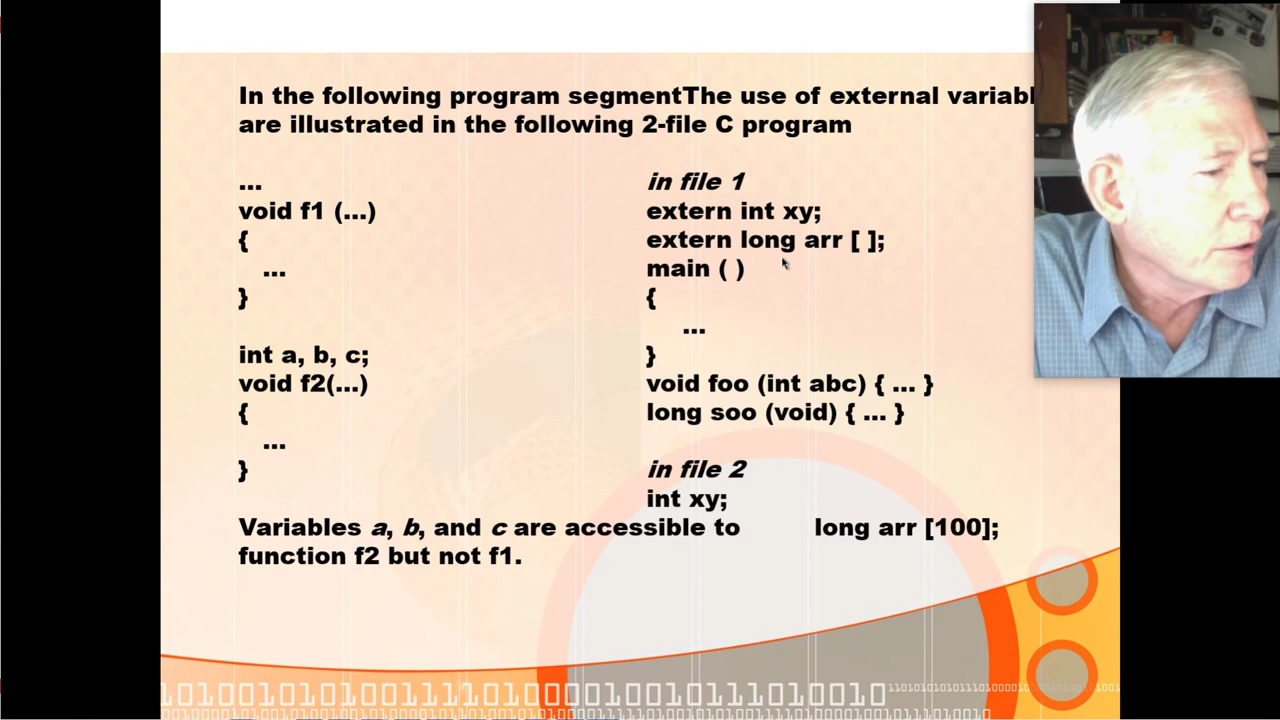 In the following program segmentThe use of external variabl
are illustrated in the following 2-file C program
...
void f1 (...)
{
...
}
int a, b, c;
void f2(...)
{
...
}
Variables a, b, and c are accessible to
function f2 but not f1.
in file 1
extern int xy;
extern long arr [ ];
main ( )
{
...
}
void foo (int abc) { ... }
long soo (void) { ... }
in file 2
int xy;
long arr [100];